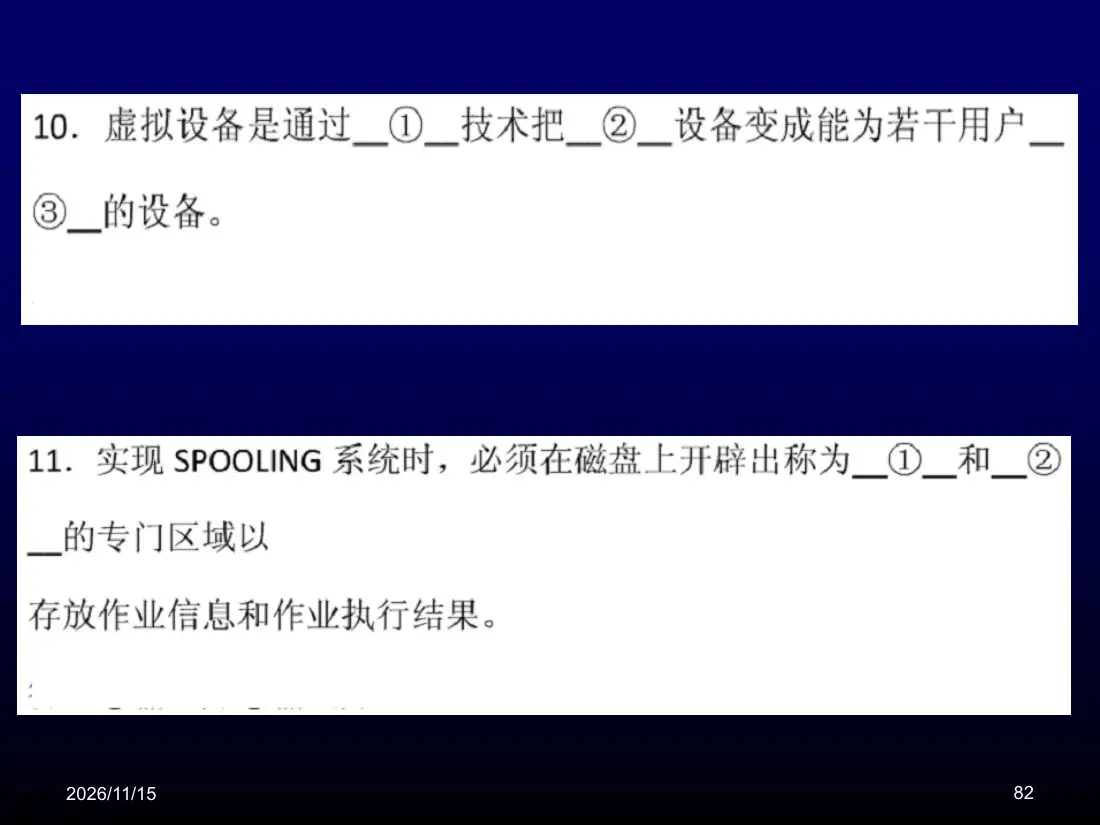 10．虚拟设备是通过__①__技术把__②__设备变成能为若干用户__
③__的设备。
11．实现 SPOOLING 系统时，必须在磁盘上开辟出称为__①__和__②
__的专门区域以
存放作业信息和作业执行结果。
2026/11/15
82